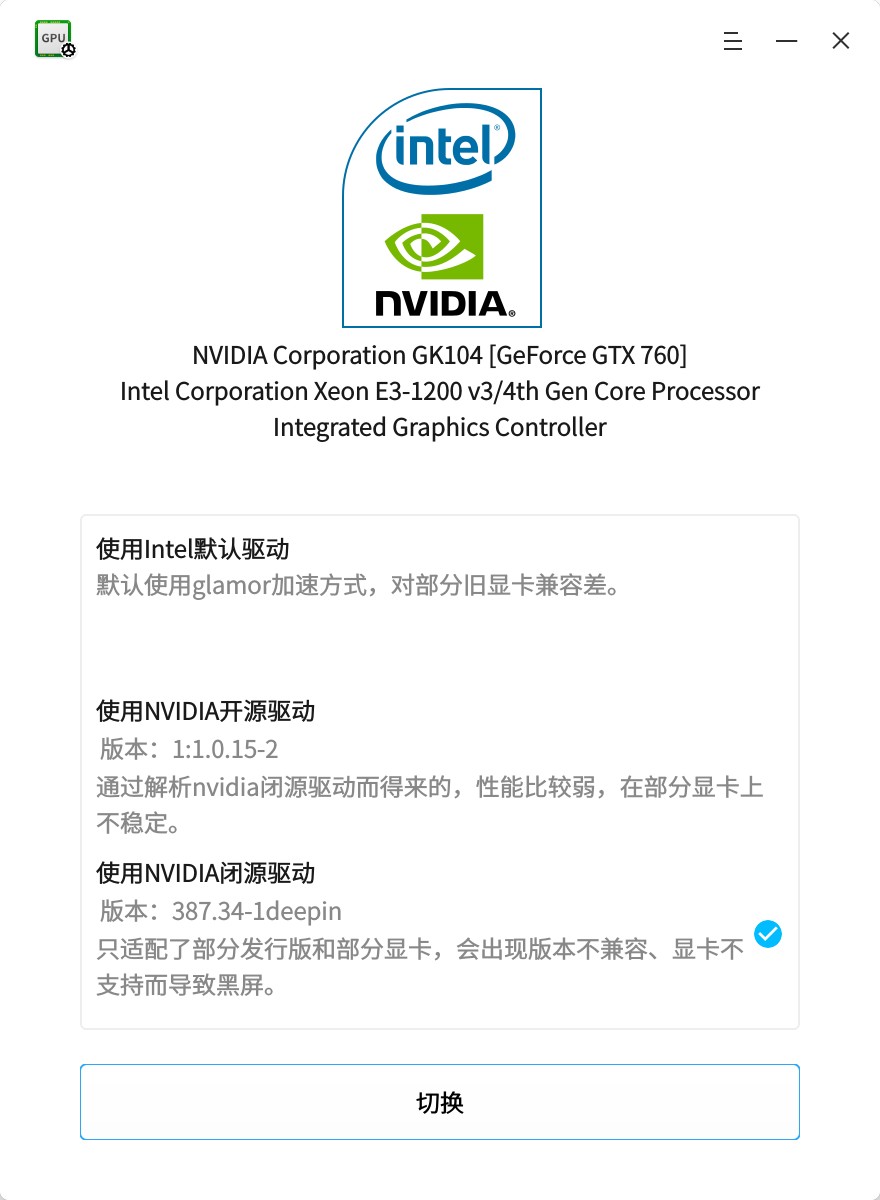 GPU
intel®
NVIDIA®
NVIDIA Corporation GK104 [GeForce GTX 760]
Intel Corporation Xeon E3-1200 v3/4th Gen Core Processor
Integrated Graphics Controller
使用Intel默认驱动
默认使用glamor加速方式，对部分旧显卡兼容差。
使用NVIDIA开源驱动
版本：1:1.0.15-2
通过解析nvidia闭源驱动而得来的，性能比较弱，在部分显卡上
不稳定。
使用NVIDIA闭源驱动
版本：387.34-1deepin
只适配了部分发行版和部分显卡，会出现版本不兼容、显卡不
支持而导致黑屏。
切换